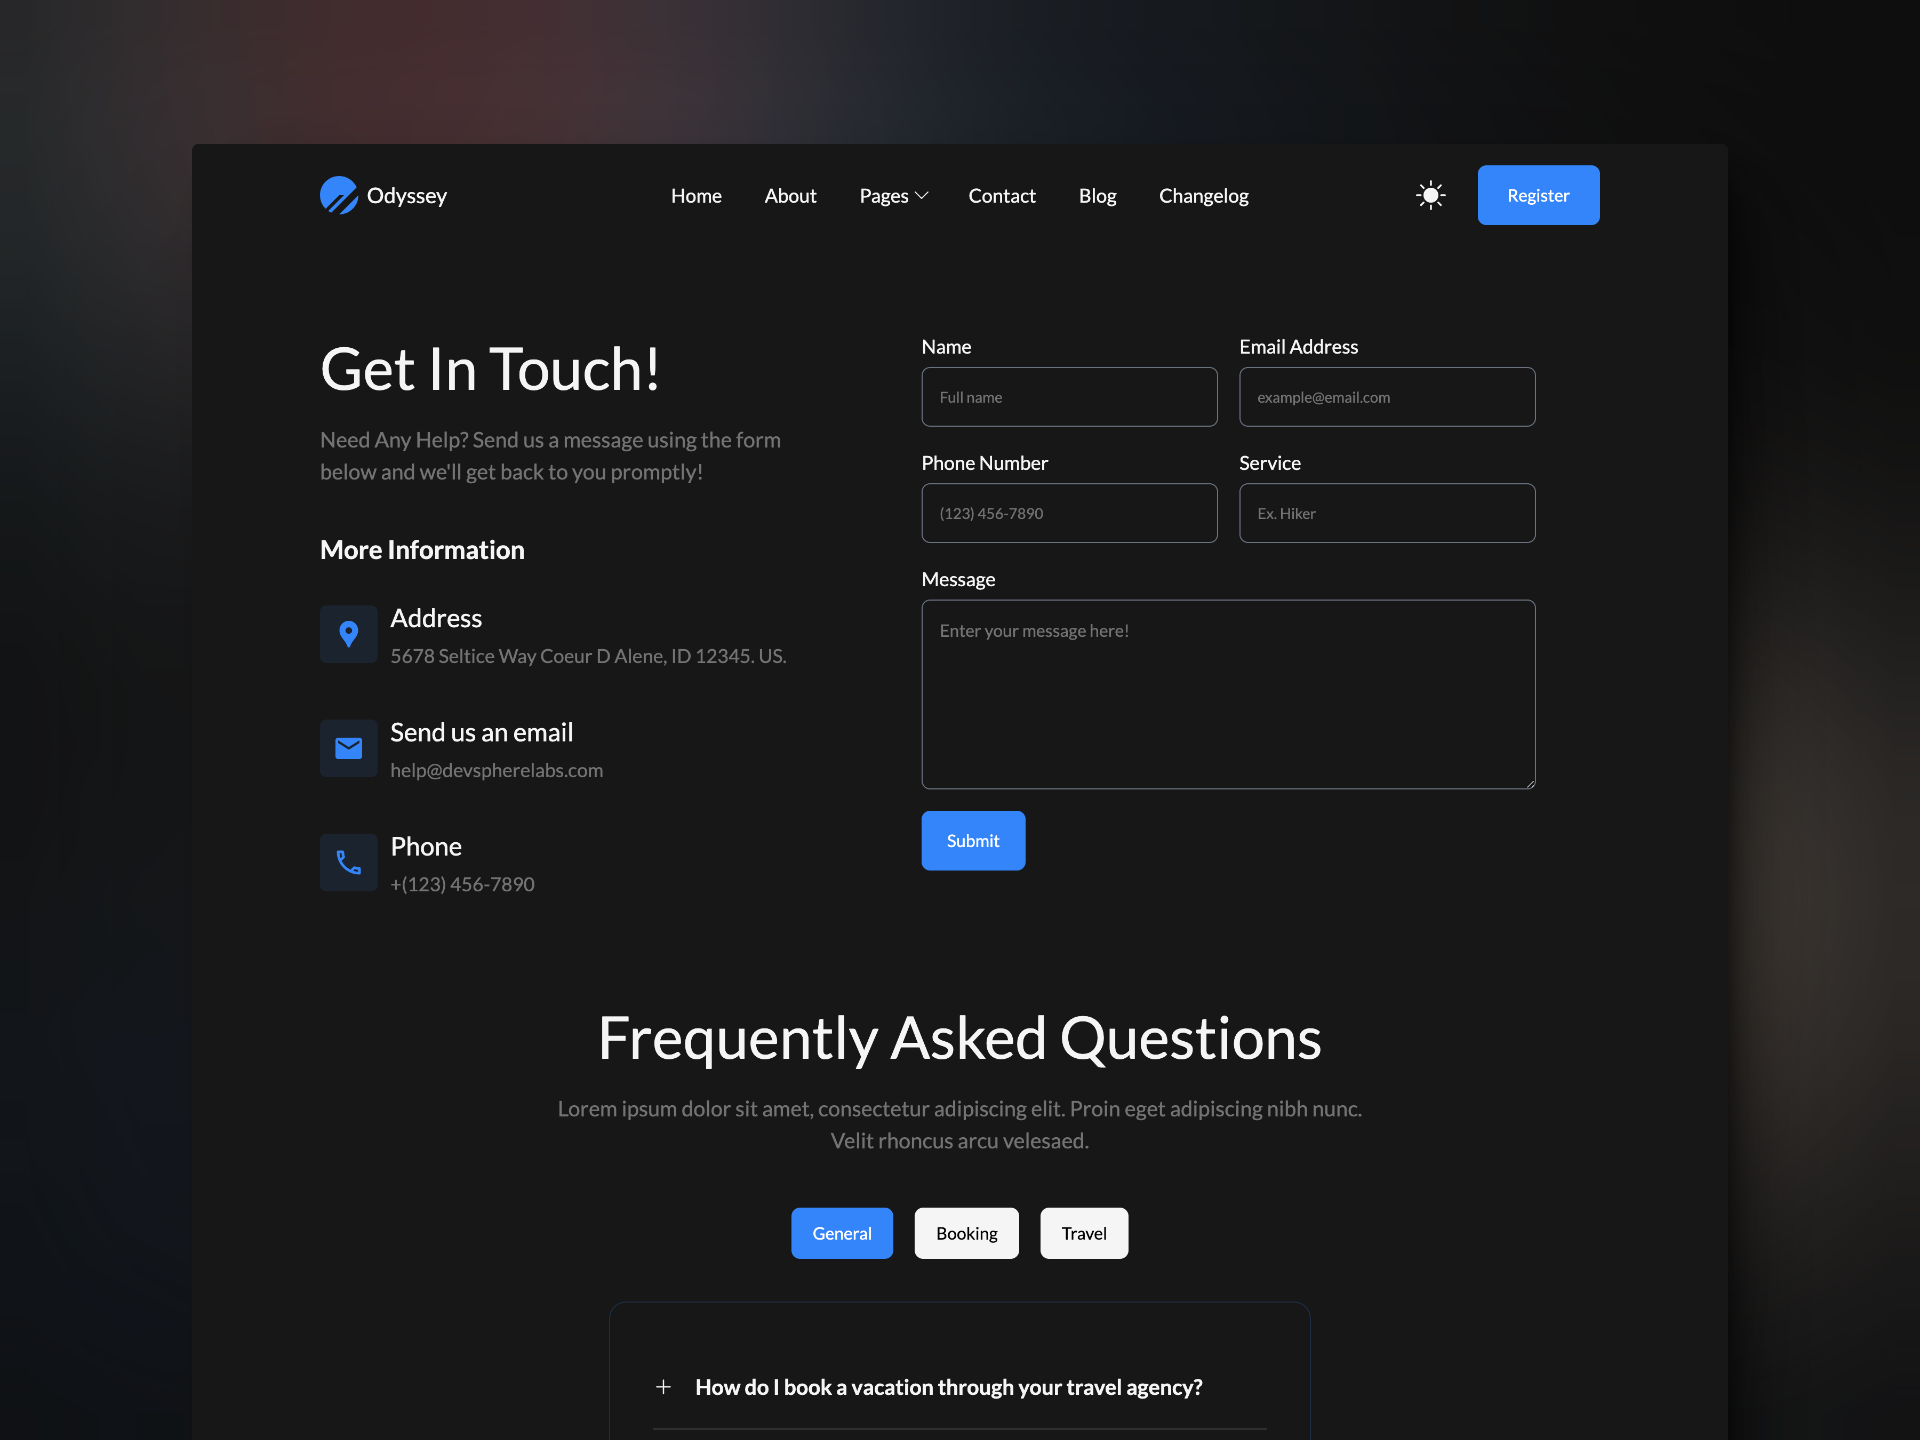 Odyssey
Home
About
Pages
Contact
Blog
Changelog
Register
Get In Touch!
Need Any Help? Send us a message using the form
below and we'll get back to you promptly!
More Information
Address
5678 Seltice Way Coeur D Alene, ID 12345. US.
Send us an email
help@devspherelabs.com
Phone
+(123) 456-7890
Name
Full name
Email Address
example@email.com
Phone Number
(123) 456-7890
Service
Ex. Hiker
Message
Enter your message here!
Submit
Frequently Asked Questions
Lorem ipsum dolor sit amet, consectetur adipiscing elit. Proin eget adipiscing nibh nunc.
Velit rhoncus arcu velesaed.
General
Booking
Travel
How do I book a vacation through your travel agency?